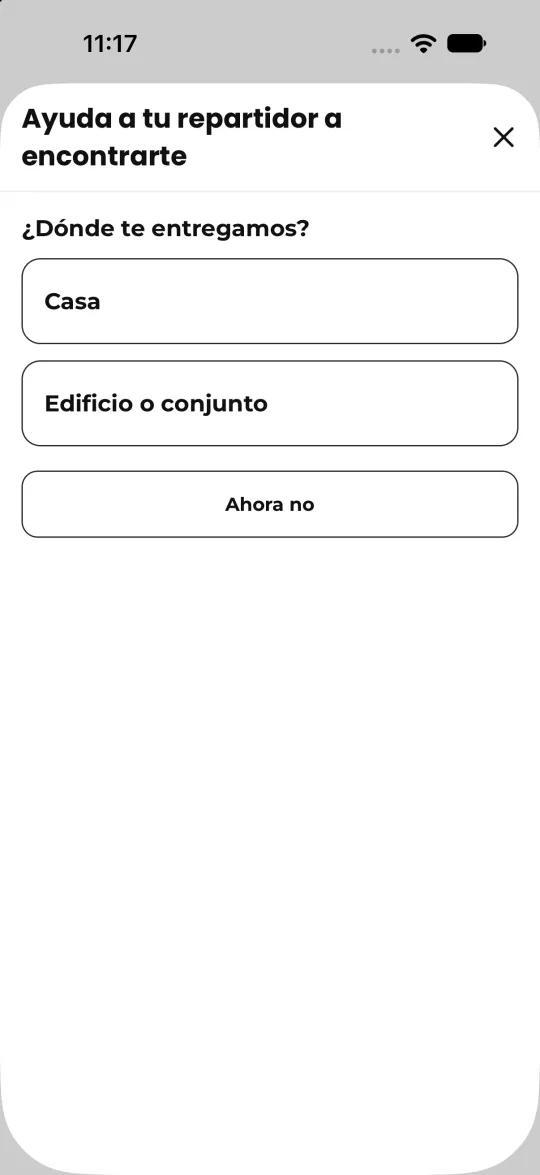 11:17
Ayuda a tu repartidor a
encontrarte
¿Dónde te entregamos?
Casa
Edificio o conjunto
Ahora no